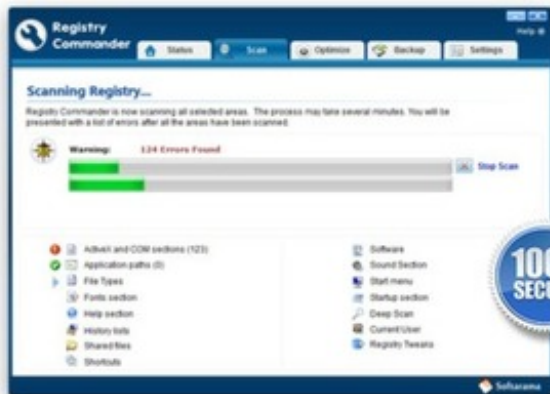 Registry
Commander
Help
Status
Scan
Optimize
Backup
Settings
Scanning Registry...
Registry Commander is now scanning all selected areas. The process may take several minutes. You will be
presented with a list of errors after all the areas have been scanned
Warning: 124 Errors Found
Stop Scan
ActiveX and COM sections (123)
Application paths (0)
File Types
Fonts section
Help section
History lists
Shared files
Shortcuts
Software
Sound Section
Start menu
Startup section
Deep Scan
Current User
Registry Tweaks
100
SECU
Softarama